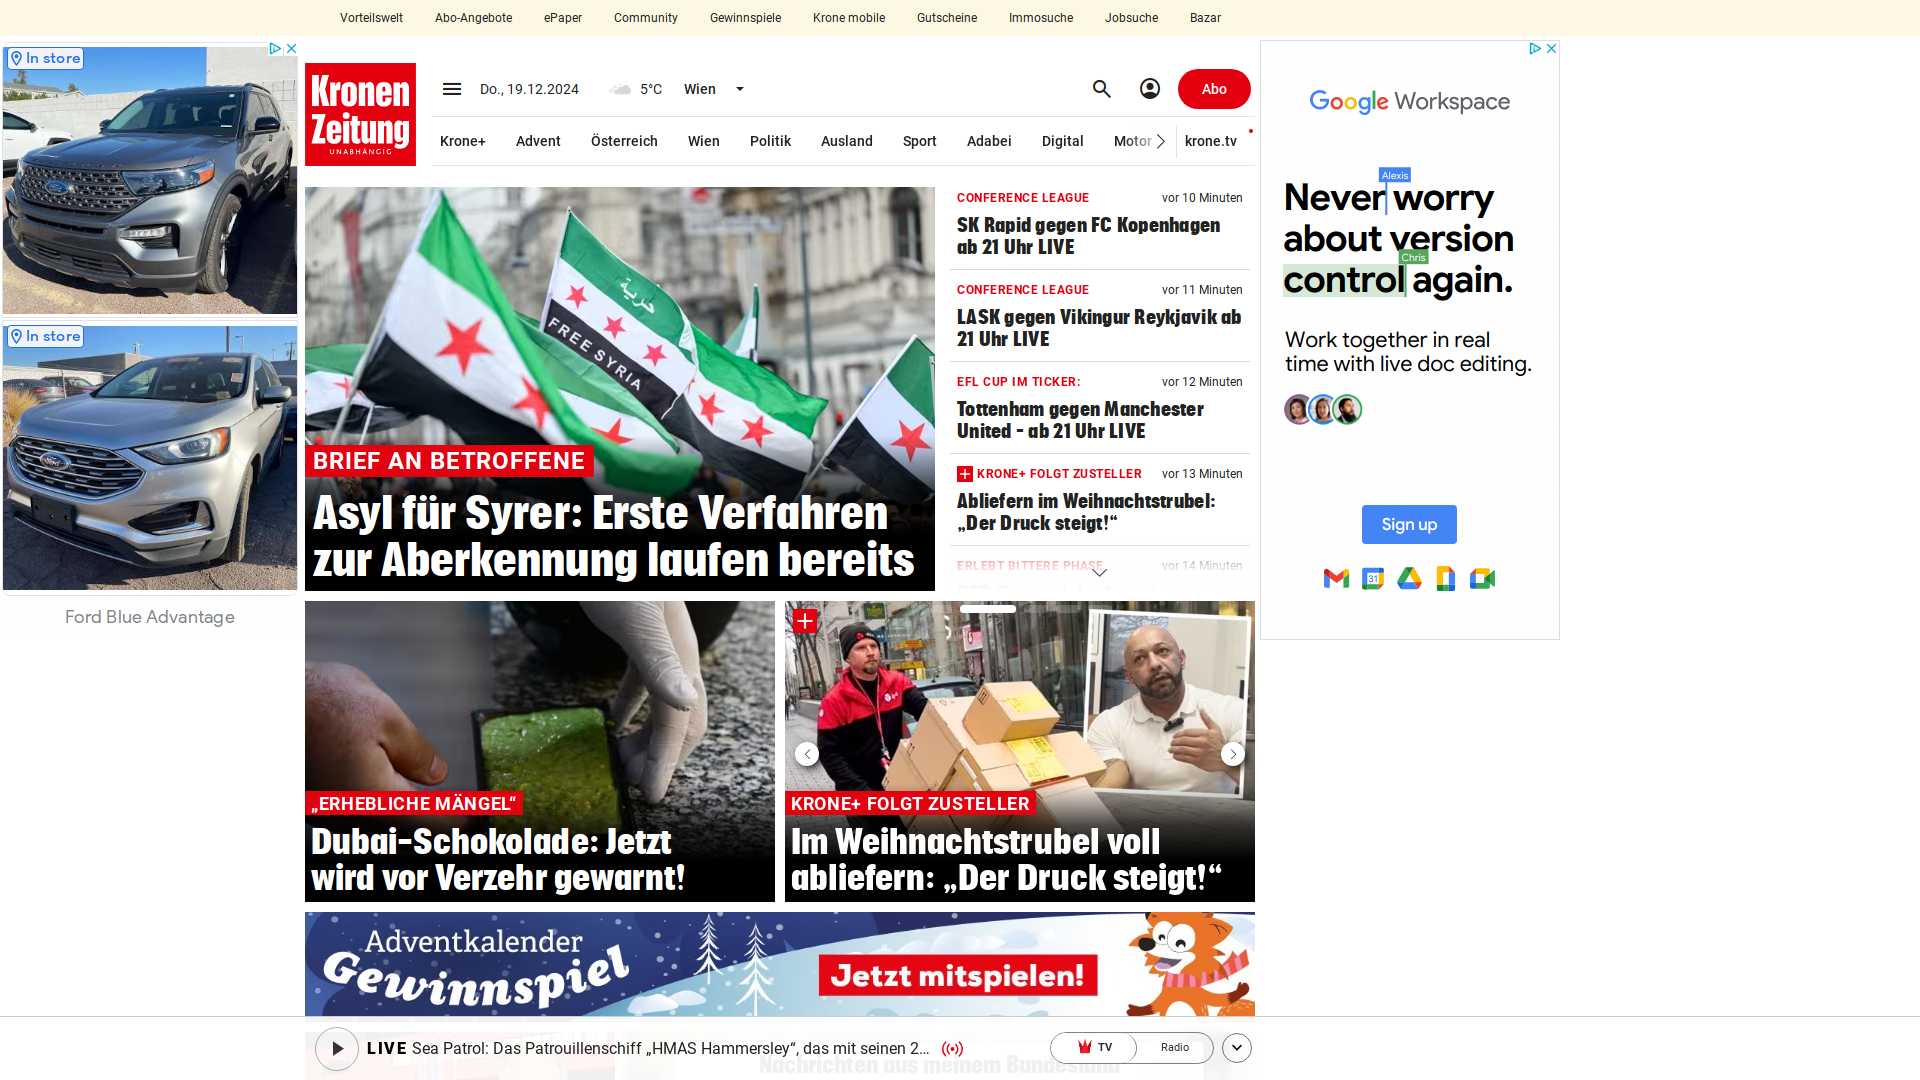 Vorteilswelt Abo-Angebote ePaper Community Gewinnspiele Krone mobile Gutscheine Immosuche Jobsuche Bazar
In store
In store
Ford Blue Advantage
Kronen
Zeitung
UNABHÄNGIG
Do., 19.12.2024 5°C Wien Abo
Krone+ Advent Österreich Wien Politik Ausland Sport Adabei Digital Motor krone.tv
حرية
FREE SYRIA
BRIEF AN BETROFFENE
Asyl für Syrer: Erste Verfahren
zur Aberkennung laufen bereits
CONFERENCE LEAGUE vor 10 Minuten
SK Rapid gegen FC Kopenhagen
ab 21 Uhr LIVE
CONFERENCE LEAGUE vor 11 Minuten
LASK gegen Vikingur Reykjavik ab
21 Uhr LIVE
EFL CUP IM TICKER: vor 12 Minuten
Tottenham gegen Manchester
United - ab 21 Uhr LIVE
KRONE+ FOLGT ZUSTELLER vor 13 Minuten
Abliefern im Weihnachtstrubel:
„Der Druck steigt!“
ERLEBT BITTERE PHASE vor 14 Minuten
„ERHEBLICHE MÄNGEL“
Dubai-Schokolade: Jetzt
wird vor Verzehr gewarnt!
KRONE+ FOLGT ZUSTELLER
Im Weihnachtstrubel voll
abliefern: „Der Druck steigt!“
Adventkalender
Gewinnspiel
Jetzt mitspielen!
LIVE Sea Patrol: Das Patrouillenschiff „HMAS Hammersley“, das mit seinen 2… TV Radio
Nachrichten aus meinem Bundesland
Google Workspace
Alexis
Never worry
about version
Chris
control again.
Work together in real
time with live doc editing.
Sign up
31